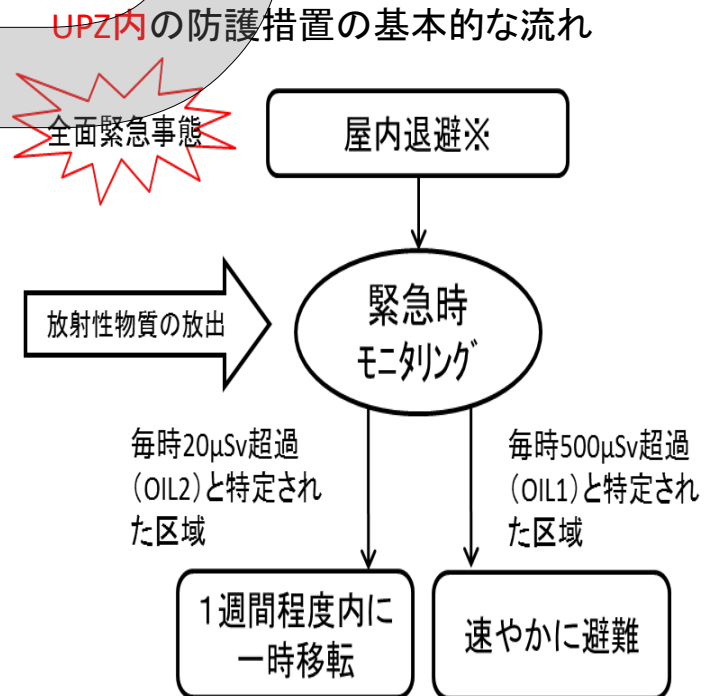 UPZ内の防護措置の基本的な流れ
全面緊急事態
屋内退避※
放射性物質の放出
緊急時
モニタリング
毎時20μSv超過
（OIL2）と特定され
た区域
毎時500μSv超過
（OIL1）と特定され
た区域
１週間程度内に
一時移転
速やかに避難